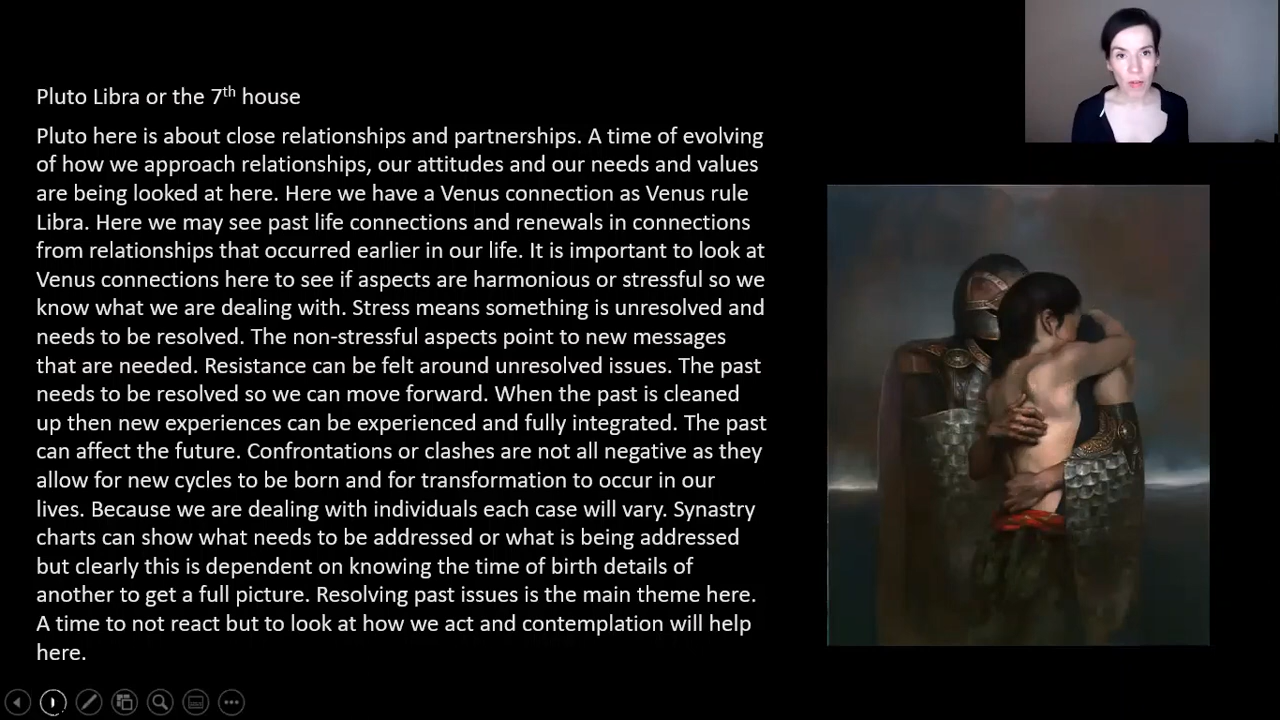 Pluto Libra or the 7th house
Pluto here is about close relationships and partnerships. A time of evolving
of how we approach relationships, our attitudes and our needs and values
are being looked at here. Here we have a Venus connection as Venus rule
Libra. Here we may see past life connections and renewals in connections
from relationships that occurred earlier in our life. It is important to look at
Venus connections here to see if aspects are harmonious or stressful so we
know what we are dealing with. Stress means something is unresolved and
needs to be resolved. The non-stressful aspects point to new messages
that are needed. Resistance can be felt around unresolved issues. The past
needs to be resolved so we can move forward. When the past is cleaned
up then new experiences can be experienced and fully integrated. The past
can affect the future. Confrontations or clashes are not all negative as they
allow for new cycles to be born and for transformation to occur in our
lives. Because we are dealing with individuals each case will vary. Synastry
charts can show what needs to be addressed or what is being addressed
but clearly this is dependent on knowing the time of birth details of
another to get a full picture. Resolving past issues is the main theme here.
A time to not react but to look at how we act and contemplation will help
here.